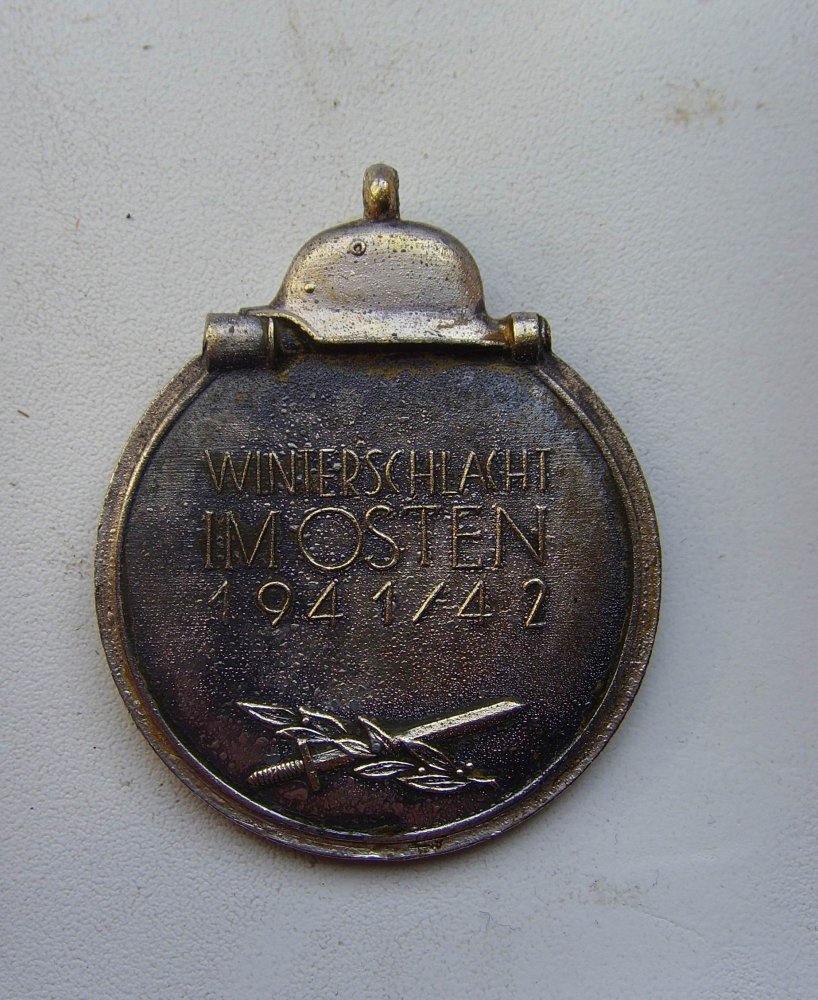 WINTERSCHLACHT
IM OSTEN
1941/42